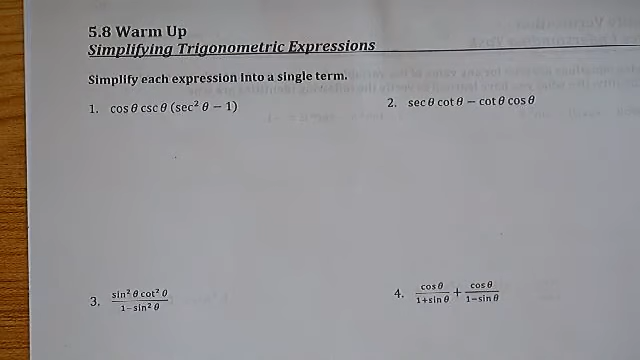 5.8 Warm Up
Simplifying Trigonometric Expressions
Simplify each expression into a single term.
1. cos θ csc θ (sec² θ − 1)
2. sec θ cot θ − cot θ cos θ
3. sin² θ cot² θ / 1−sin² θ
4. cos θ / 1+sin θ + cos θ / 1−sin θ